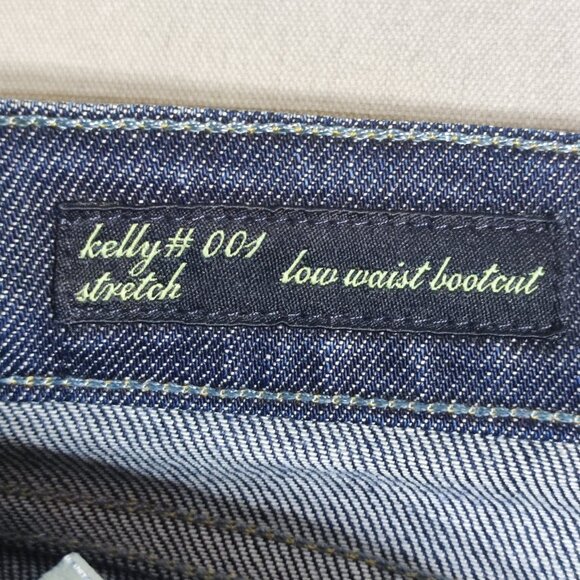 kelly # 001
stretch
low waist bootcut